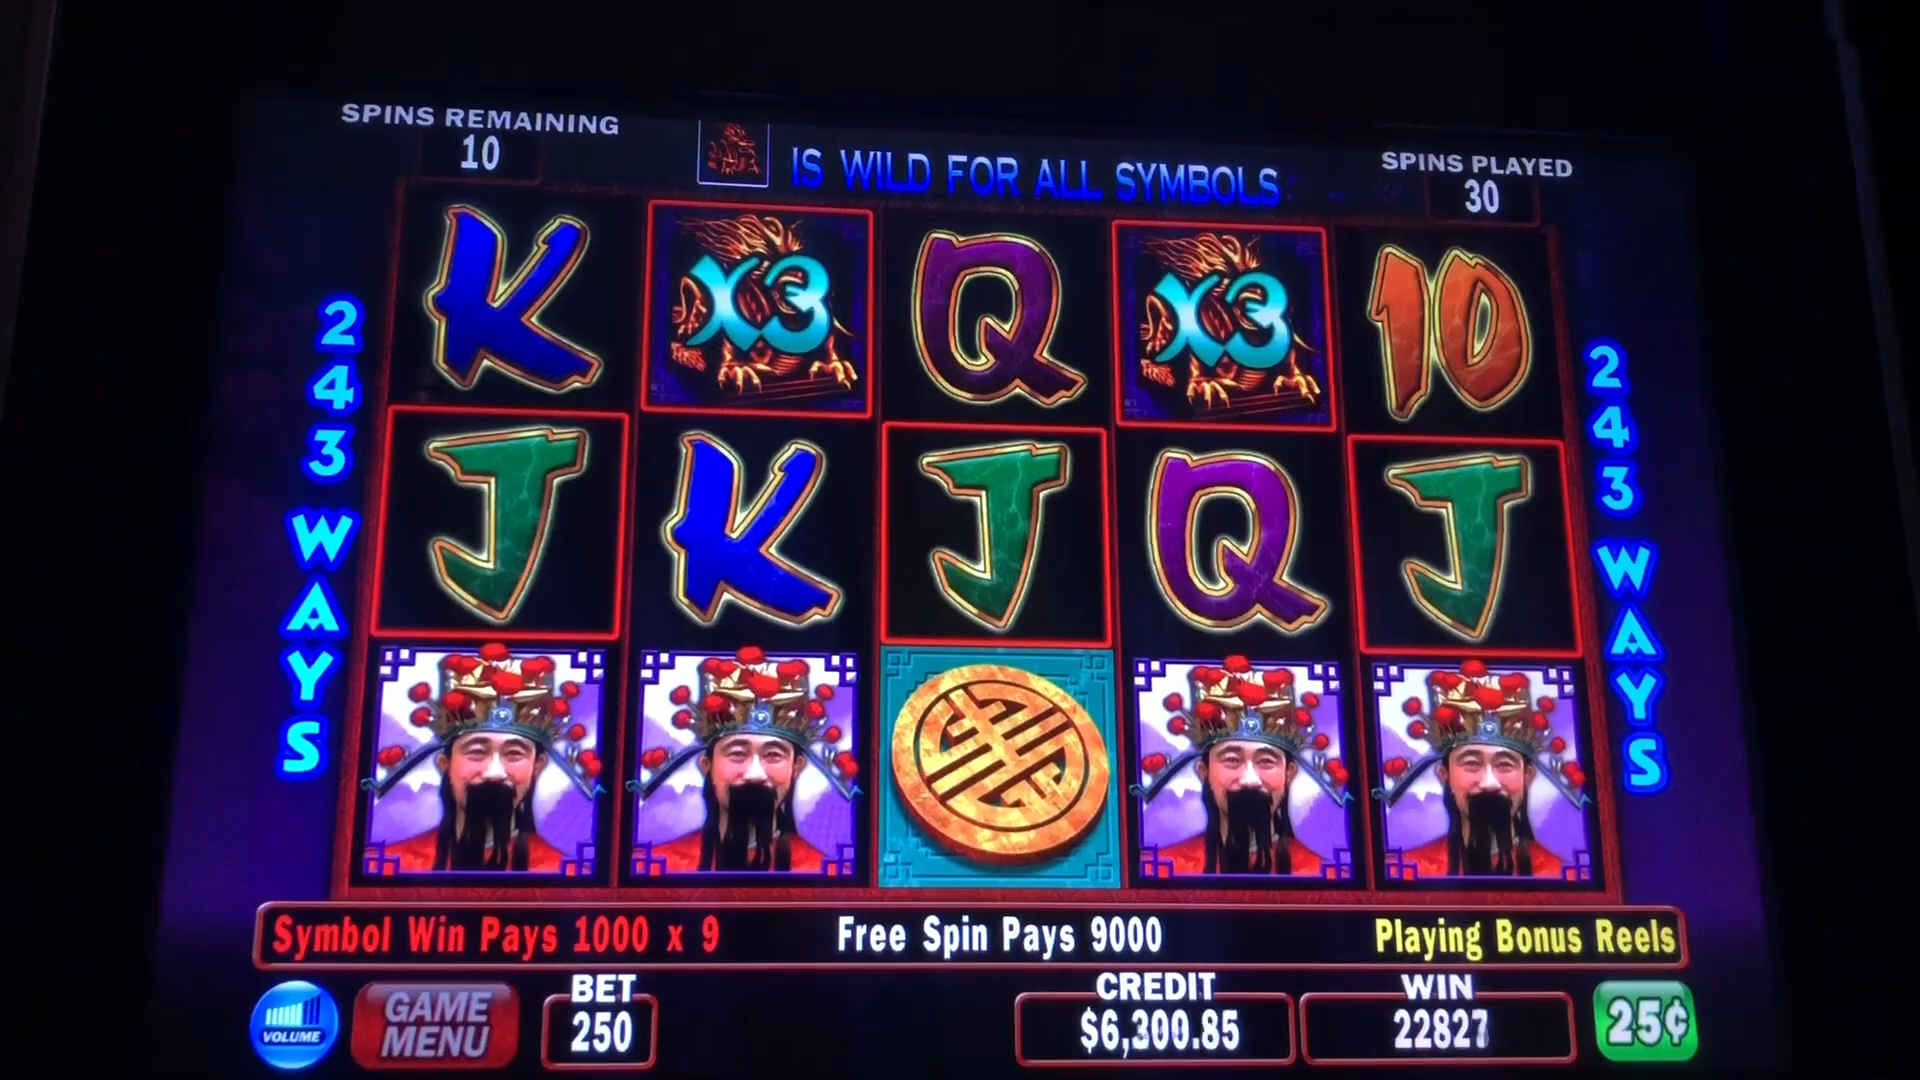 SPINS REMAINING
10
IS WILD FOR ALL SYMBOLS
SPINS PLAYED
30
243 WAYS
243 WAYS
K
X3
Q
X3
10
J
K
J
Q
J
Symbol Win Pays 1000 x 9
Free Spin Pays 9000
Playing Bonus Reels
VOLUME
GAME
MENU
BET
250
CREDIT
$6,300.85
WIN
22827
25¢